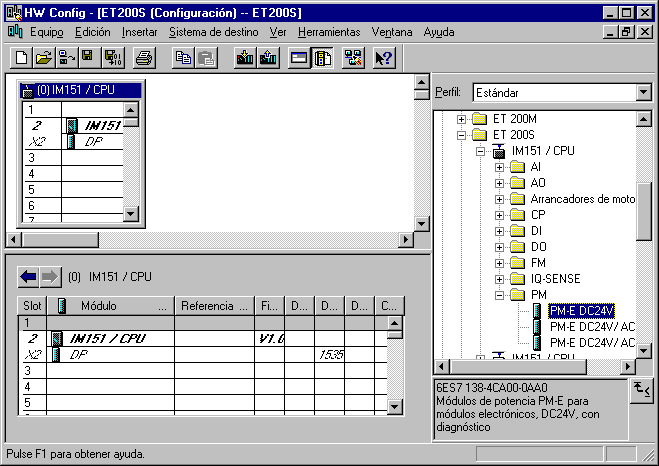 HW Config - [ET200S (Configuración) -- ET200S]
Equipo Edición Insertar Sistema de destino Ver Herramientas Ventana Ayuda
(0) IM151 / CPU
1
2 IM151
X2 DP
3
4
5
6
7
(0) IM151 / CPU
Slot Módulo ... Referencia ... Fi... D... D... D... C...
1
2 IM151 / CPU V1.0
X2 DP 1535
3
4
5
Perfil: Estándar
ET 200M
ET 200S
IM151 / CPU
AI
AO
Arrancadores de moto
CP
DI
DO
FM
IQ-SENSE
PM
PM-E DC24V
PM-E DC24V/ AC
PM-E DC24V/ AC
IM151 / CPU
6ES7 138-4CA00-0AA0
Módulos de potencia PM-E para
módulos electrónicos, DC24V, con
diagnóstico
Pulse F1 para obtener ayuda.